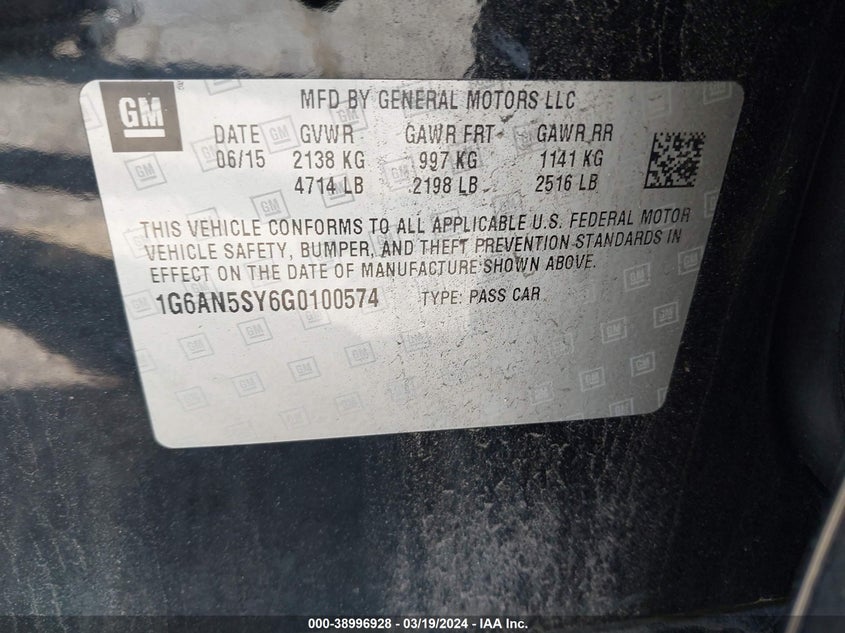 GM
MFD BY GENERAL MOTORS LLC
DATE GVWR GAWR FRT GAWR RR
06/15 2138 KG 997 KG 1141 KG
4714 LB 2198 LB 2516 LB
THIS VEHICLE CONFORMS TO ALL APPLICABLE U.S. FEDERAL MOTOR
VEHICLE SAFETY, BUMPER, AND THEFT PREVENTION STANDARDS IN
EFFECT ON THE DATE OF MANUFACTURE SHOWN ABOVE.
1G6AN5SY6G0100574 TYPE: PASS CAR
000-38996928 - 03/19/2024 - IAA Inc.